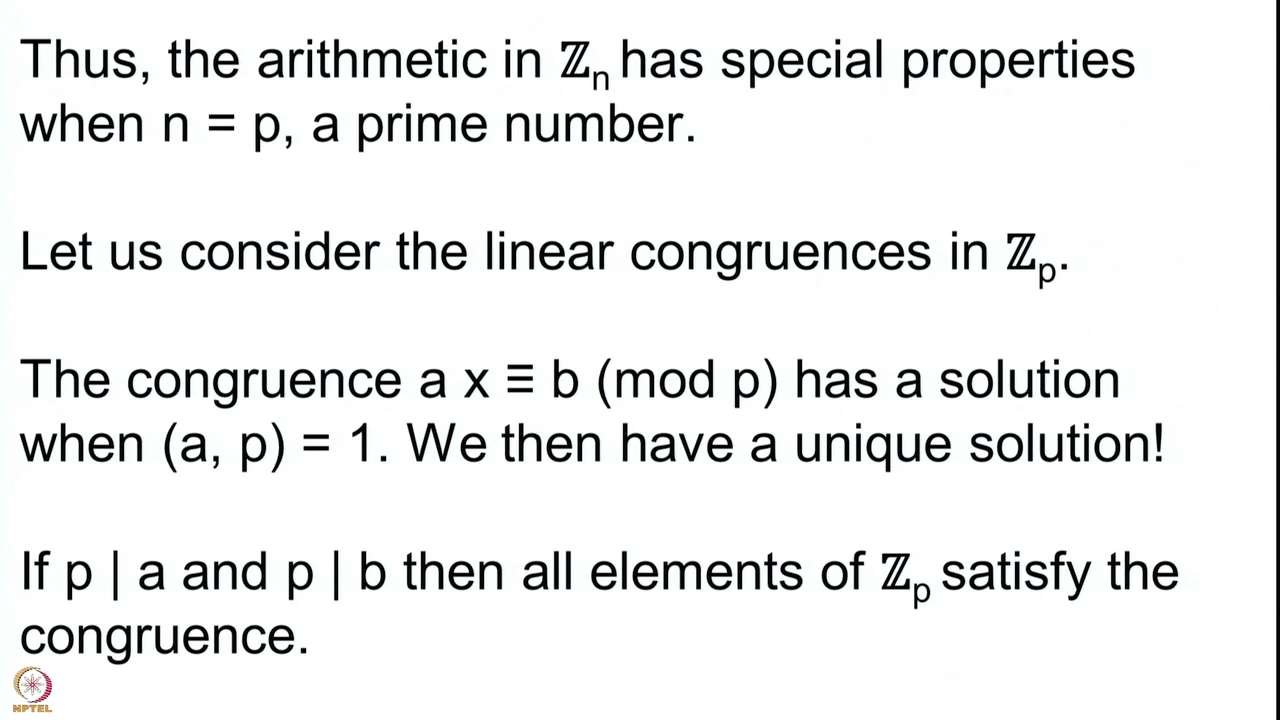 Thus, the arithmetic in ℤₙ has special properties
when n = p, a prime number.
Let us consider the linear congruences in ℤₚ.
The congruence a x ≡ b (mod p) has a solution
when (a, p) = 1. We then have a unique solution!
If p | a and p | b then all elements of ℤₚ satisfy the
congruence.
NPTEL